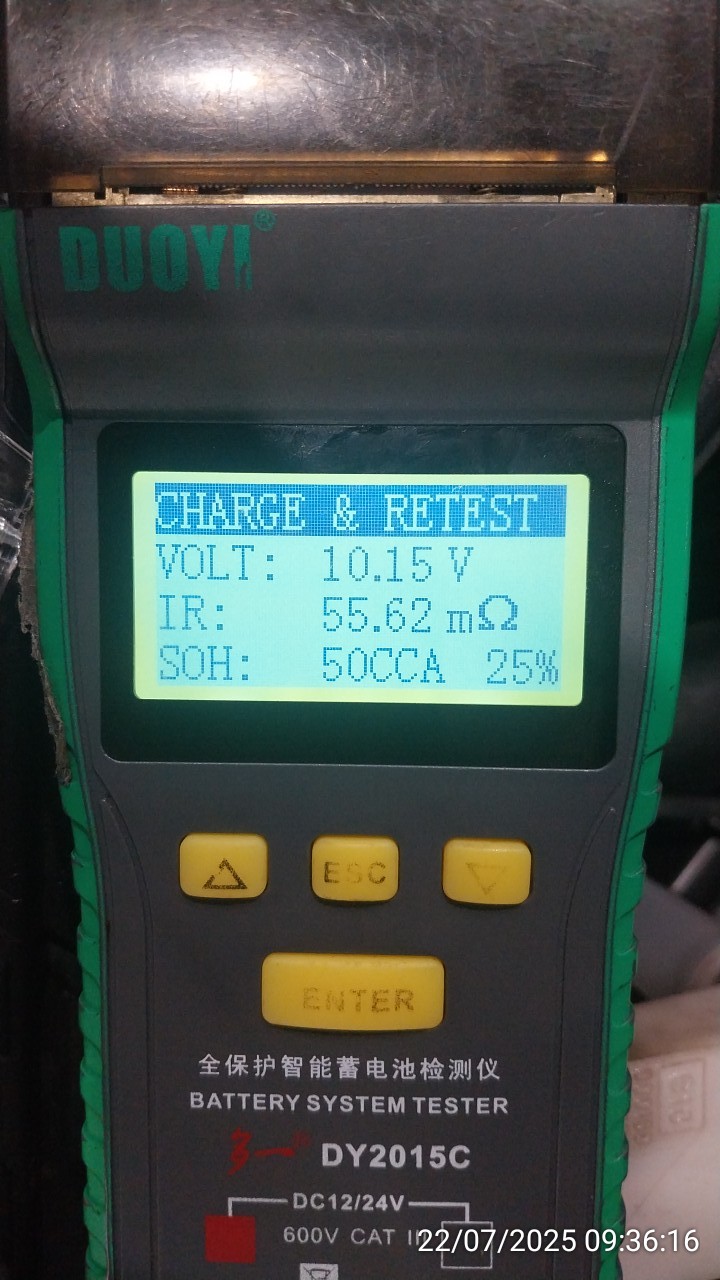 DUOYI®
CHARGE & RETEST
VOLT: 10.15 V
IR: 55.62 mΩ
SOH: 50CCA 25%
ESC
ENTER
全保护智能蓄电池检测仪
BATTERY SYSTEM TESTER
多一 DY2015C
DC12/24V
600V CAT
22/07/2025 09:36:16